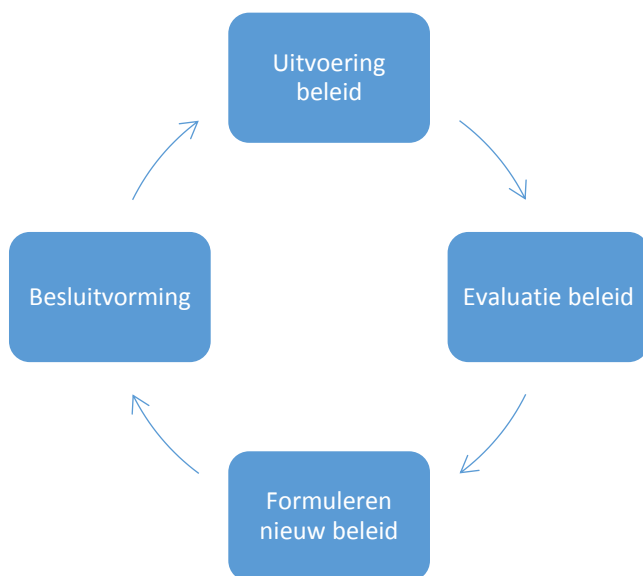 Uitvoering
beleid
Besluitvorming
Evaluatie beleid
Formuleren
nieuw beleid